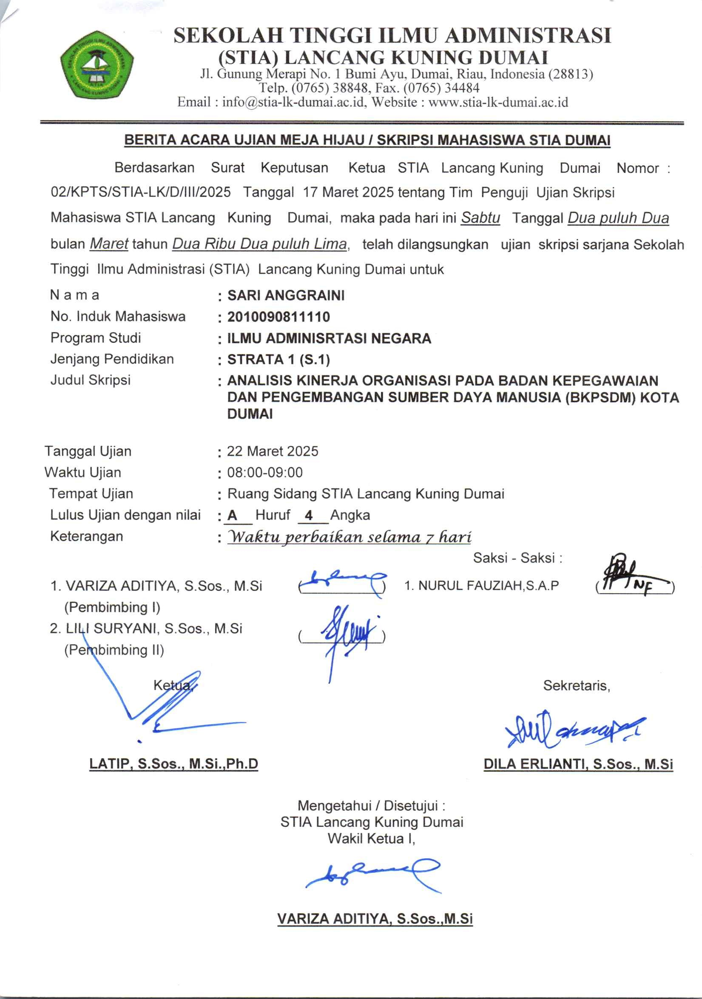 SEKOLAH TINGGI ILMU ADMINISTRASI
(STIA) LANCANG KUNING DUMAI
Jl. Gunung Merapi No. 1 Bumi Ayu, Dumai, Riau, Indonesia (28813)
Telp. (0765) 38848, Fax. (0765) 34484
Email : info@stia-lk-dumai.ac.id, Website : www.stia-lk-dumai.ac.id
BERITA ACARA UJIAN MEJA HIJAU / SKRIPSI MAHASISWA STIA DUMAI
Berdasarkan Surat Keputusan Ketua STIA Lancang Kuning Dumai Nomor :
02/KPTS/STIA-LK/D/III/2025 Tanggal 17 Maret 2025 tentang Tim Penguji Ujian Skripsi
Mahasiswa STIA Lancang Kuning Dumai, maka pada hari ini Sabtu Tanggal Dua puluh Dua
bulan Maret tahun Dua Ribu Dua puluh Lima, telah dilangsungkan ujian skripsi sarjana Sekolah
Tinggi Ilmu Administrasi (STIA) Lancang Kuning Dumai untuk
N a m a : SARI ANGGRAINI
No. Induk Mahasiswa : 2010090811110
Program Studi : ILMU ADMINISRTASI NEGARA
Jenjang Pendidikan : STRATA 1 (S.1)
Judul Skripsi : ANALISIS KINERJA ORGANISASI PADA BADAN KEPEGAWAIAN
DAN PENGEMBANGAN SUMBER DAYA MANUSIA (BKPSDM) KOTA
DUMAI
Tanggal Ujian : 22 Maret 2025
Waktu Ujian : 08:00-09:00
Tempat Ujian : Ruang Sidang STIA Lancang Kuning Dumai
Lulus Ujian dengan nilai : A Huruf 4 Angka
Keterangan : Waktu perbaikan selama 7 hari
Saksi - Saksi :
1. VARIZA ADITIYA, S.Sos., M.Si ( ) 1. NURUL FAUZIAH,S.A.P ( NF )
(Pembimbing I)
2. LILI SURYANI, S.Sos., M.Si ( )
(Pembimbing II)
Ketua, Sekretaris,
LATIP, S.Sos., M.Si.,Ph.D DILA ERLIANTI, S.Sos., M.Si
Mengetahui / Disetujui :
STIA Lancang Kuning Dumai
Wakil Ketua I,
VARIZA ADITIYA, S.Sos.,M.Si